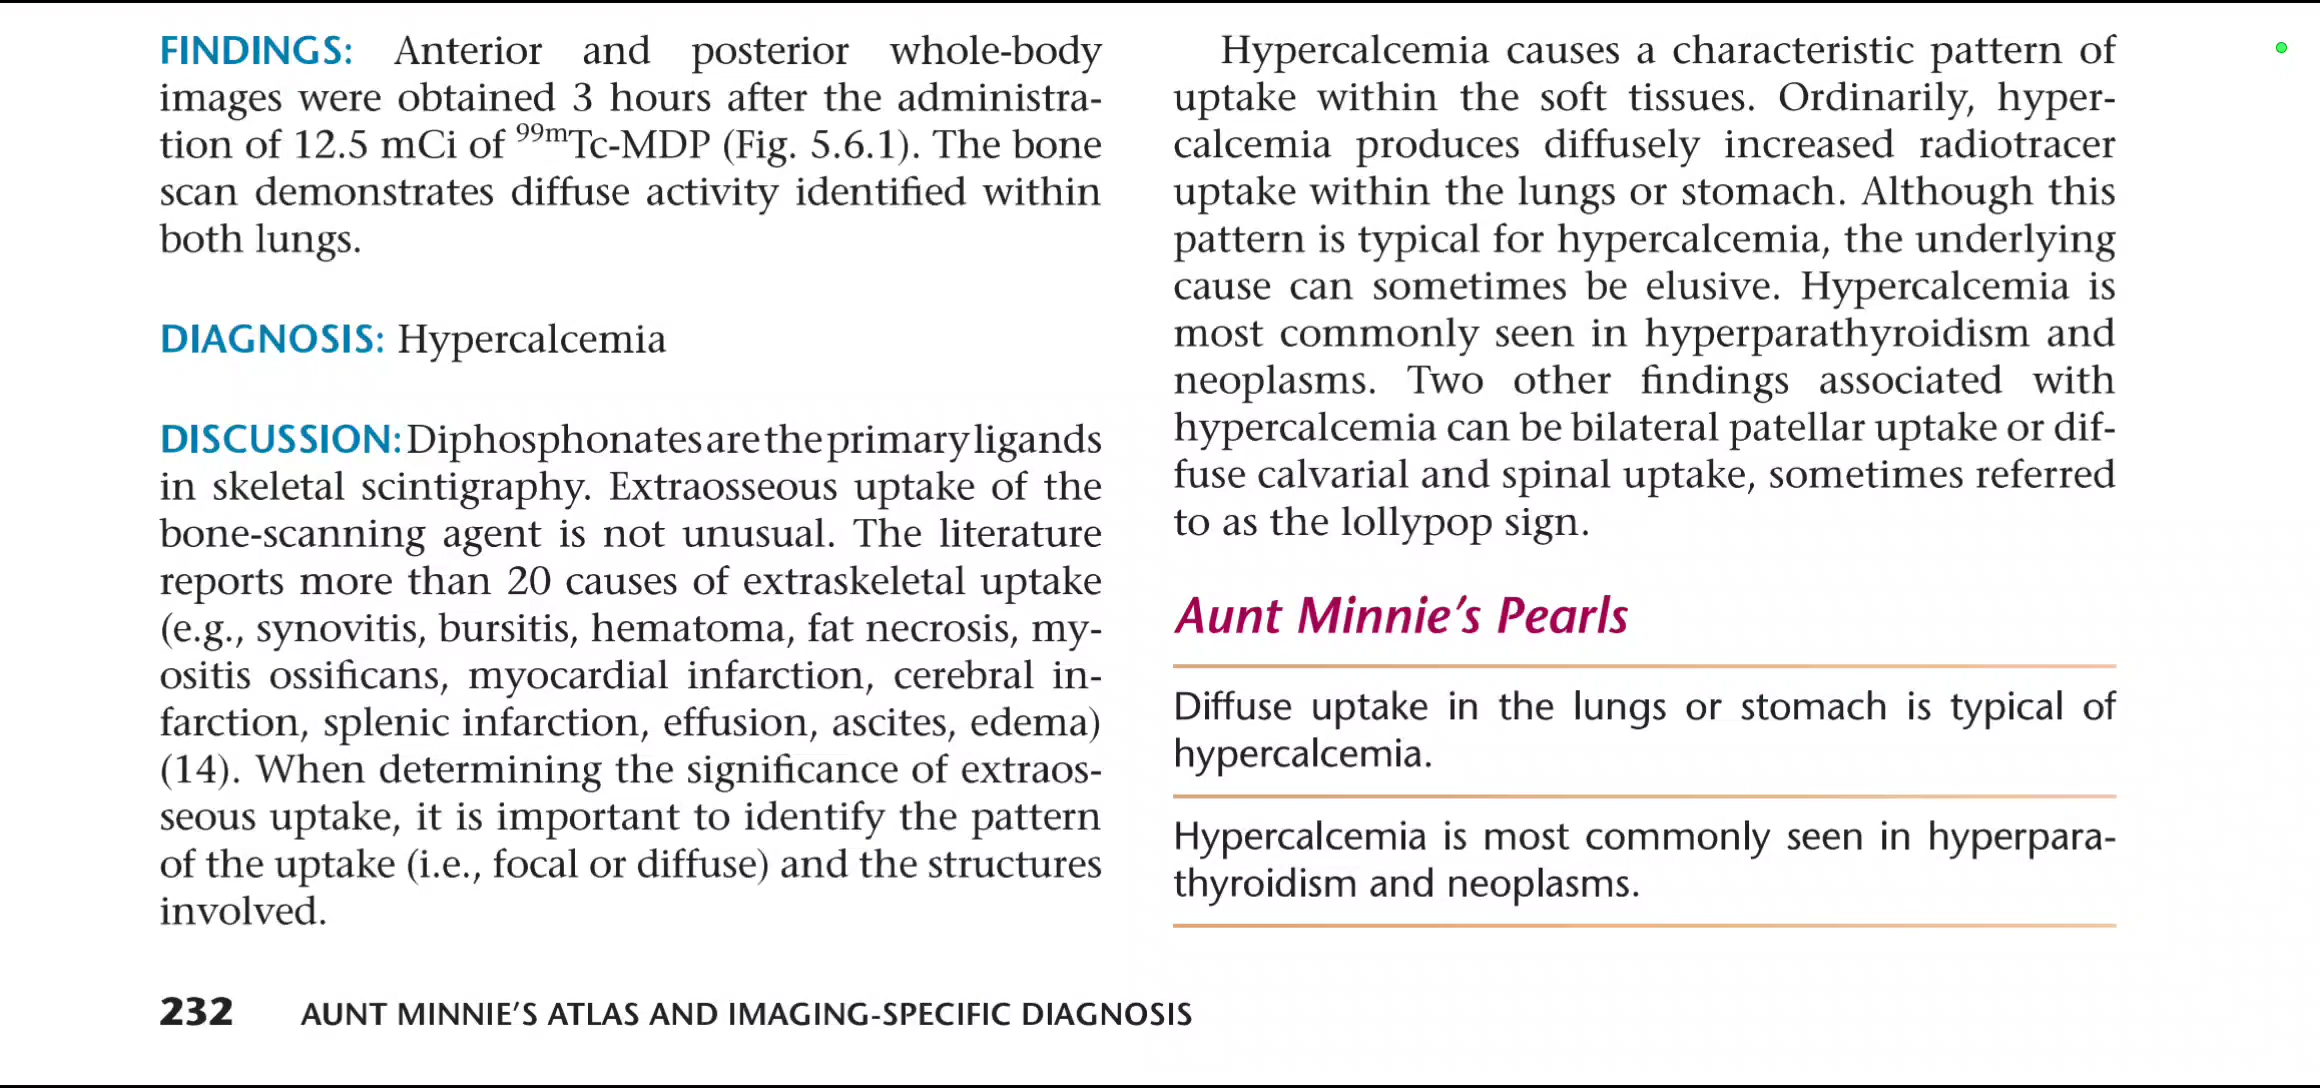 FINDINGS: Anterior and posterior whole-body
images were obtained 3 hours after the administra-
tion of 12.5 mCi of ⁹⁹ᵐTc-MDP (Fig. 5.6.1). The bone
scan demonstrates diffuse activity identified within
both lungs.
DIAGNOSIS: Hypercalcemia
DISCUSSION: Diphosphonates are the primary ligands
in skeletal scintigraphy. Extraosseous uptake of the
bone-scanning agent is not unusual. The literature
reports more than 20 causes of extraskeletal uptake
(e.g., synovitis, bursitis, hematoma, fat necrosis, my-
ositis ossificans, myocardial infarction, cerebral in-
farction, splenic infarction, effusion, ascites, edema)
(14). When determining the significance of extraos-
seous uptake, it is important to identify the pattern
of the uptake (i.e., focal or diffuse) and the structures
involved.
Hypercalcemia causes a characteristic pattern of
uptake within the soft tissues. Ordinarily, hyper-
calcemia produces diffusely increased radiotracer
uptake within the lungs or stomach. Although this
pattern is typical for hypercalcemia, the underlying
cause can sometimes be elusive. Hypercalcemia is
most commonly seen in hyperparathyroidism and
neoplasms. Two other findings associated with
hypercalcemia can be bilateral patellar uptake or dif-
fuse calvarial and spinal uptake, sometimes referred
to as the lollypop sign.
Aunt Minnie's Pearls
Diffuse uptake in the lungs or stomach is typical of
hypercalcemia.
Hypercalcemia is most commonly seen in hyperpara-
thyroidism and neoplasms.
232 AUNT MINNIE'S ATLAS AND IMAGING-SPECIFIC DIAGNOSIS